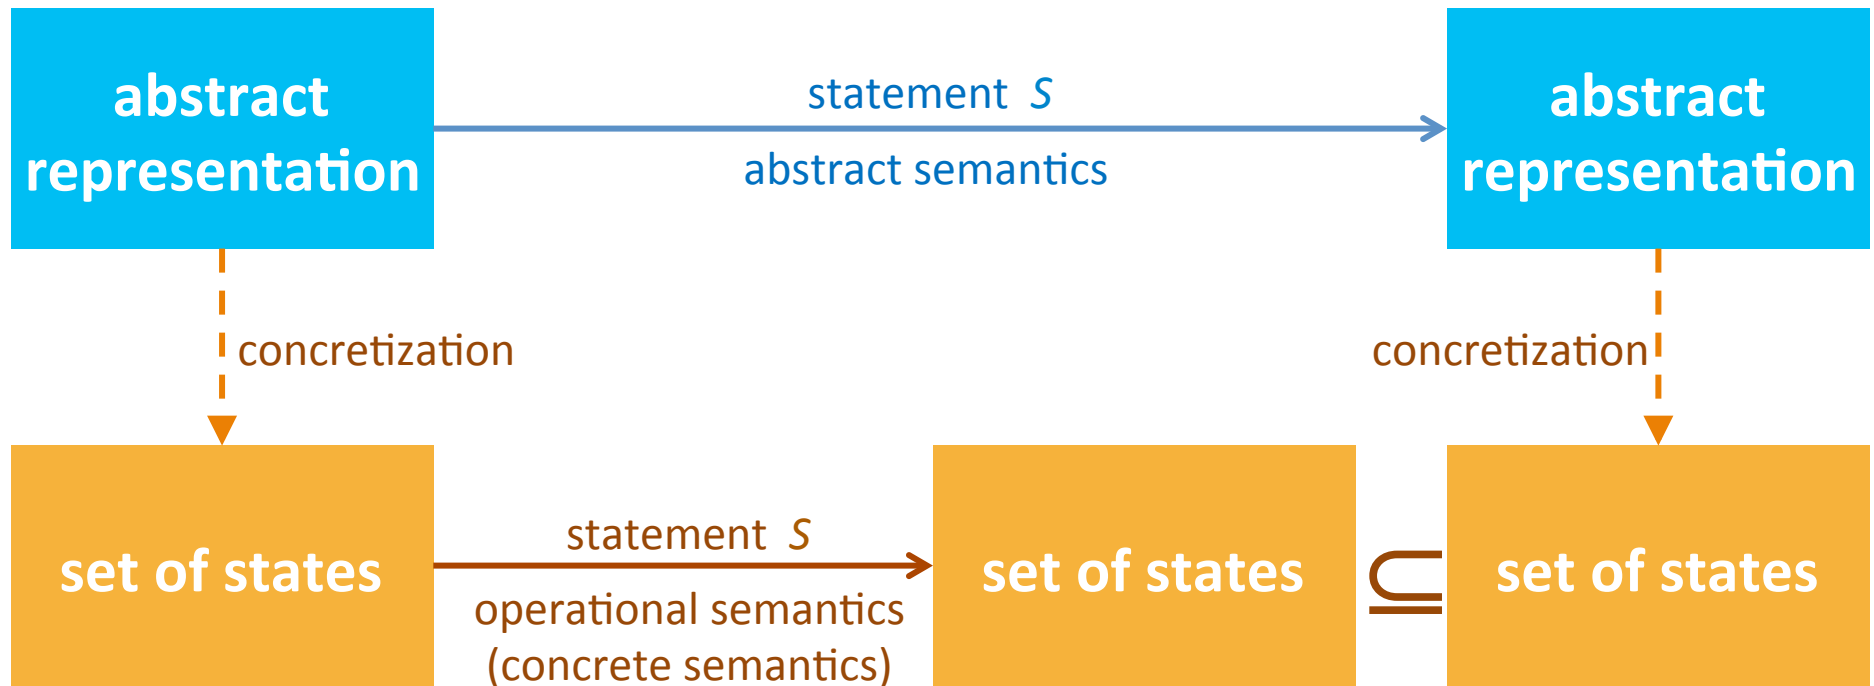 abstract
representation
statement S
abstract semantics
abstract
representation
concretization
concretization
set of states
statement S
operational semantics
(concrete semantics)
set of states
⊆
set of states